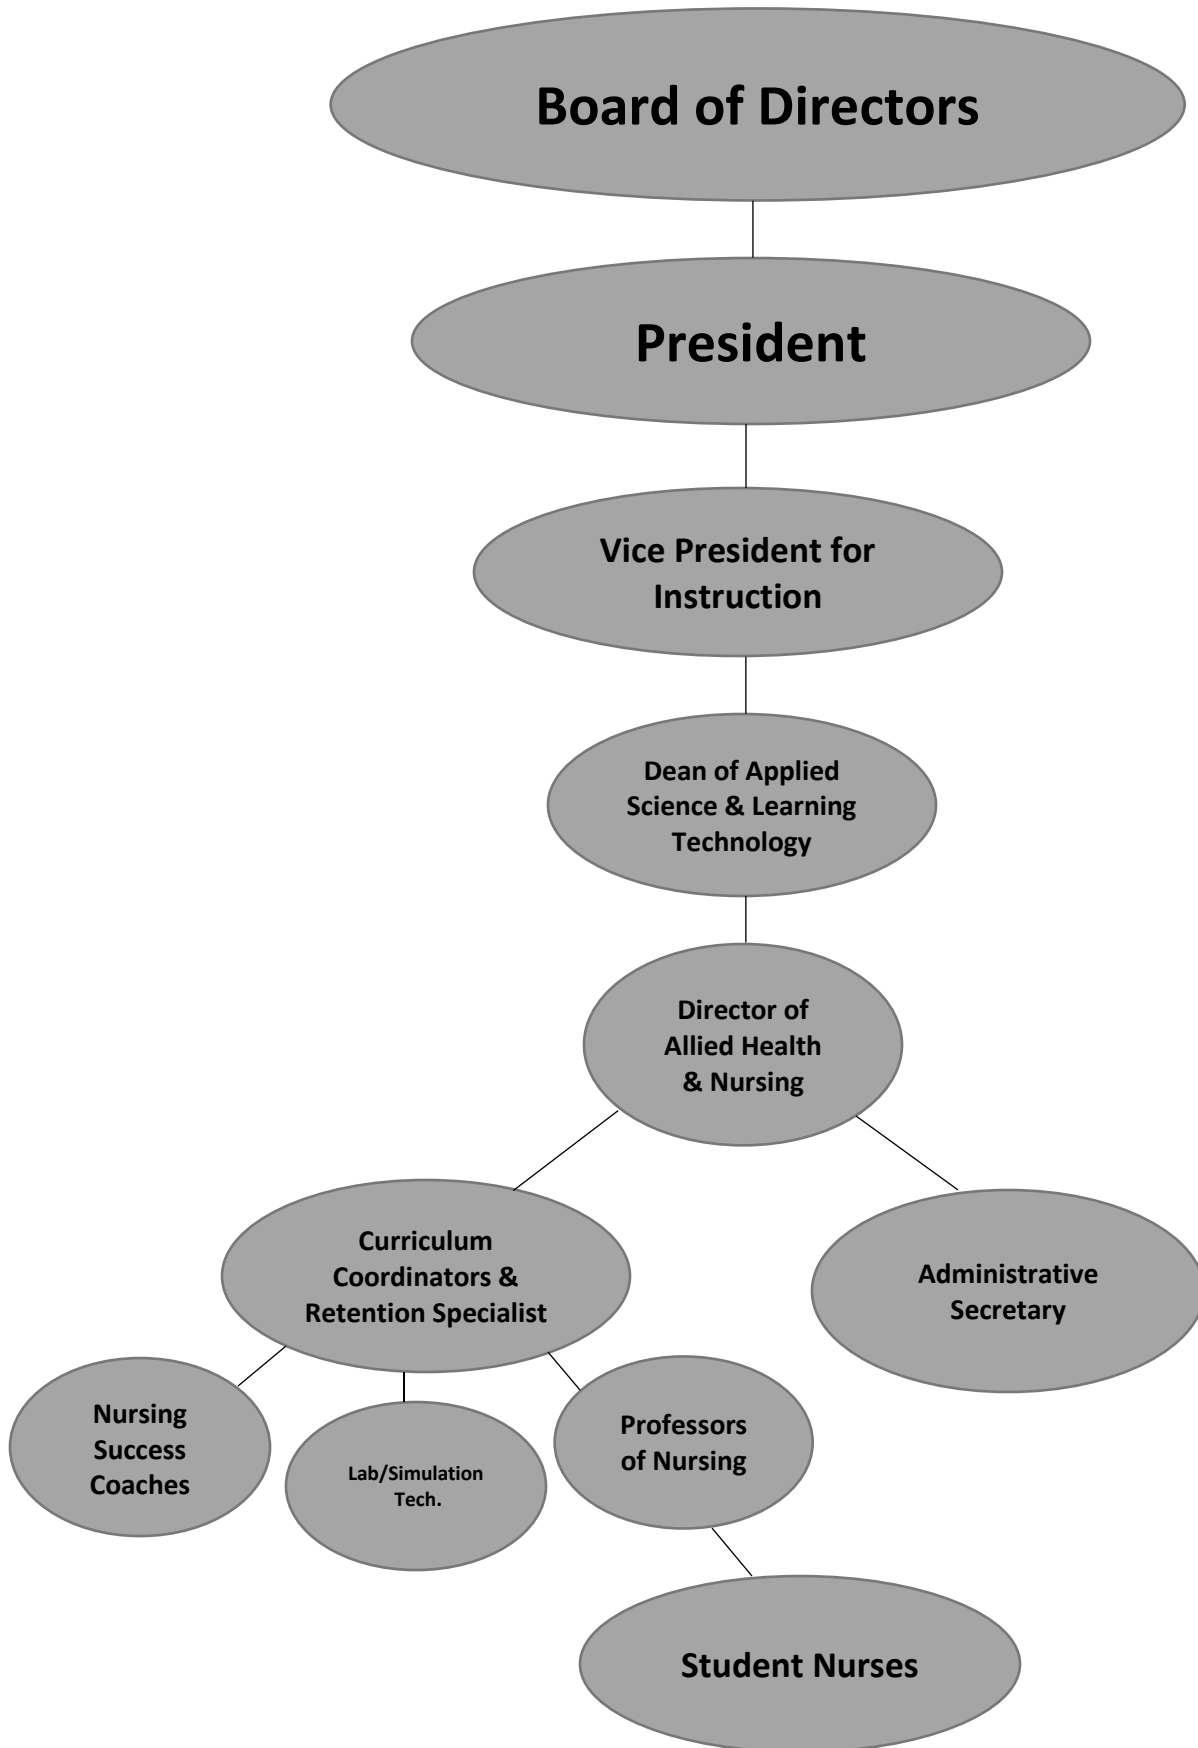 Board of Directors
President
Vice President for
Instruction
Dean of Applied
Science & Learning
Technology
Director of
Allied Health
& Nursing
Curriculum
Coordinators &
Retention Specialist
Administrative
Secretary
Nursing
Success
Coaches
Lab/Simulation
Tech.
Professors
of Nursing
Student Nurses